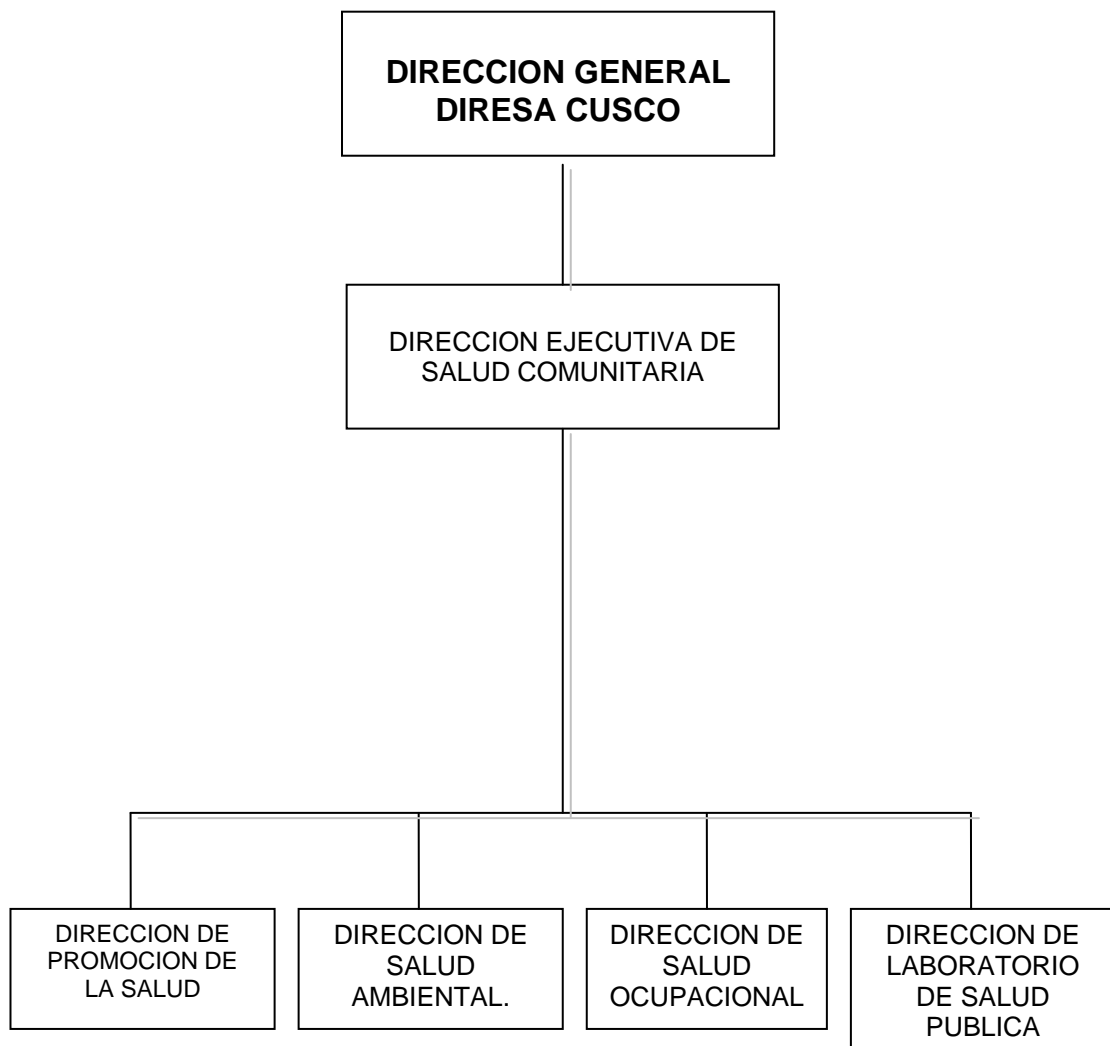 DIRECCION GENERAL
DIRESA CUSCO
DIRECCION EJECUTIVA DE
SALUD COMUNITARIA
DIRECCION DE
PROMOCION DE
LA SALUD
DIRECCION DE
SALUD
AMBIENTAL.
DIRECCION DE
SALUD
OCUPACIONAL
DIRECCION DE
LABORATORIO
DE SALUD
PUBLICA